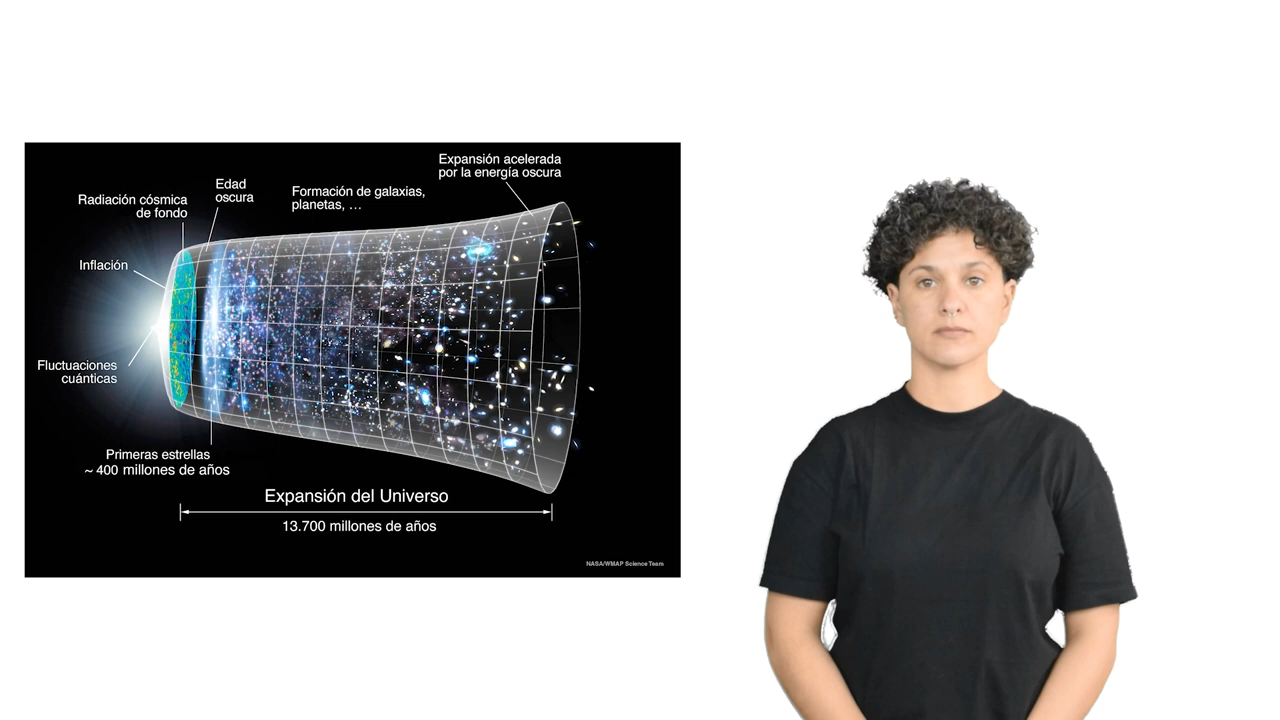 Expansión acelerada
por la energía oscura
Edad
oscura
Formación de galaxias,
planetas, …
Radiación cósmica
de fondo
Inflación
Fluctuaciones
cuánticas
Primeras estrellas
~ 400 millones de años
Expansión del Universo
13.700 millones de años
NASA/WMAP Science Team